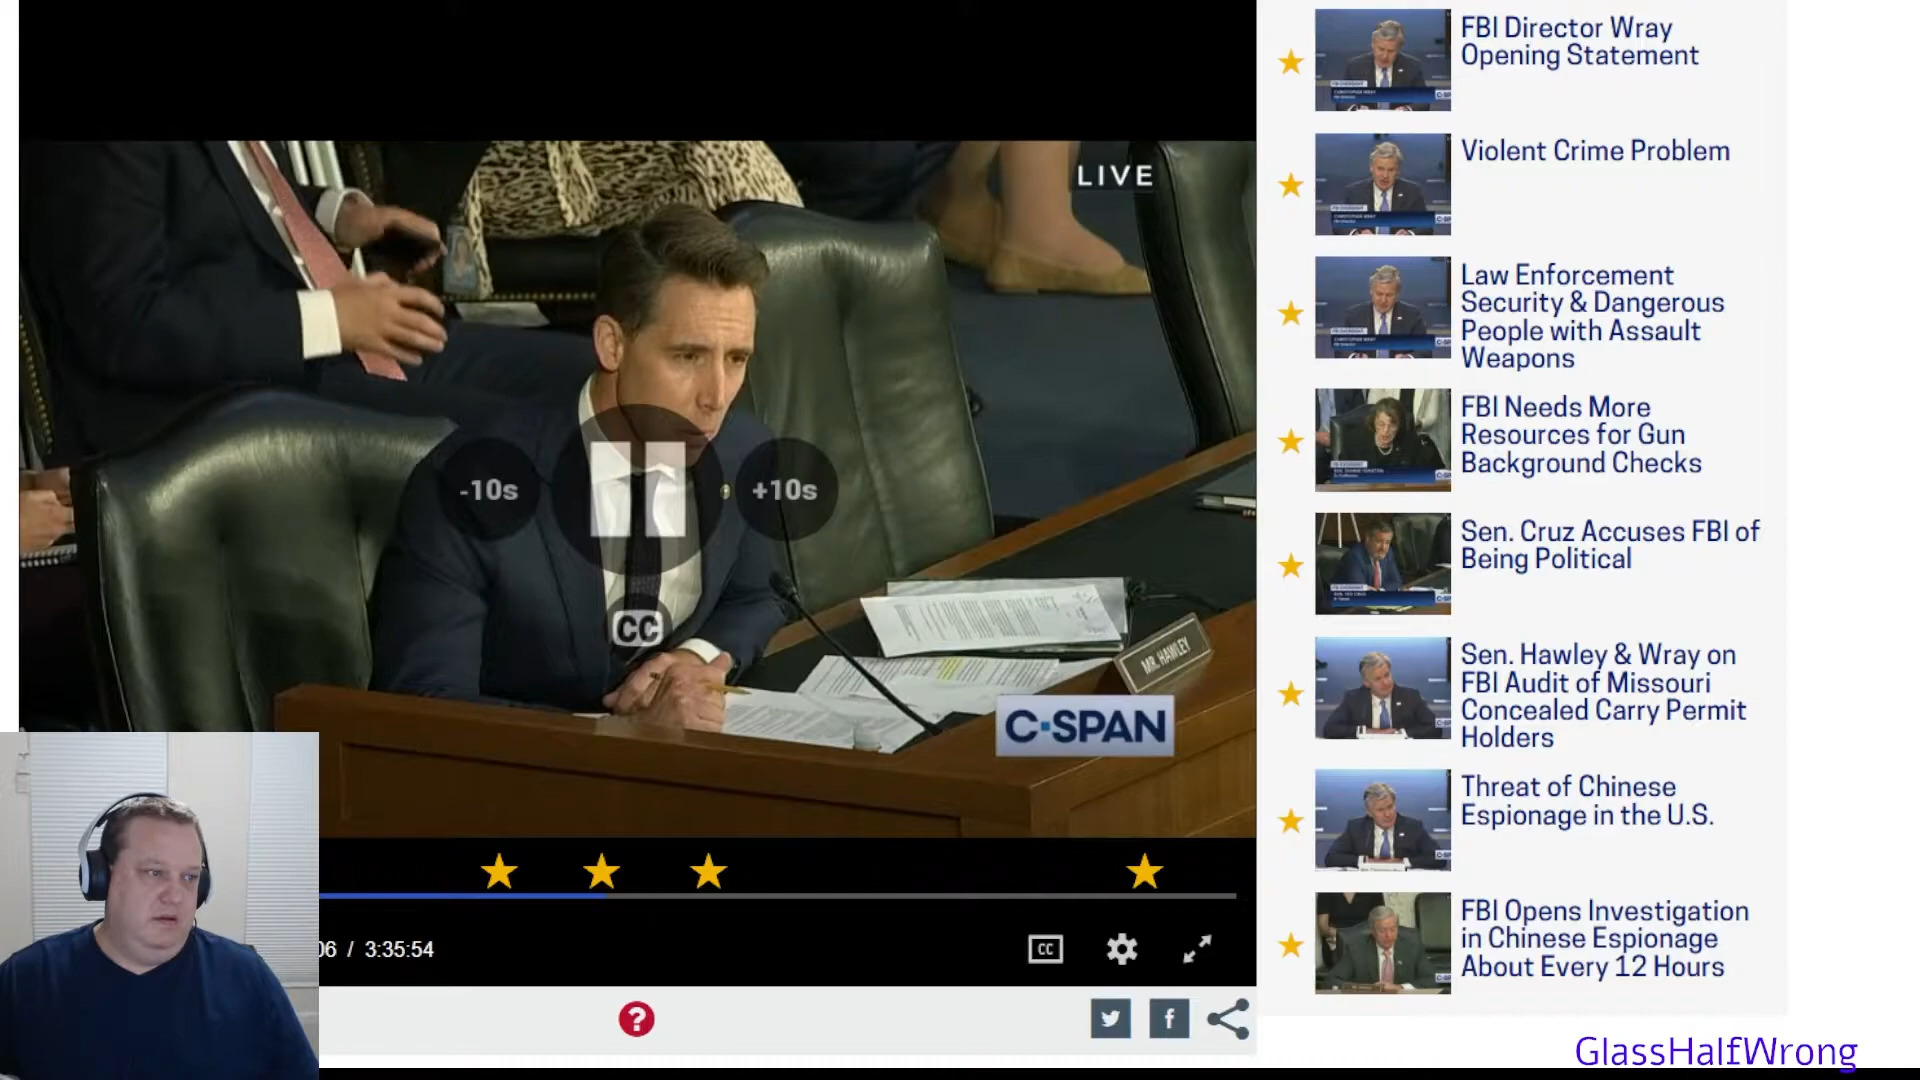 LIVE
-10s
+10s
CC
MR. HAWLEY
C-SPAN
06 / 3:35:54
CC
?
FBI Director Wray
Opening Statement
Violent Crime Problem
Law Enforcement
Security & Dangerous
People with Assault
Weapons
FBI Needs More
Resources for Gun
Background Checks
Sen. Cruz Accuses FBI of
Being Political
Sen. Hawley & Wray on
FBI Audit of Missouri
Concealed Carry Permit
Holders
Threat of Chinese
Espionage in the U.S.
FBI Opens Investigation
in Chinese Espionage
About Every 12 Hours
GlassHalfWrong